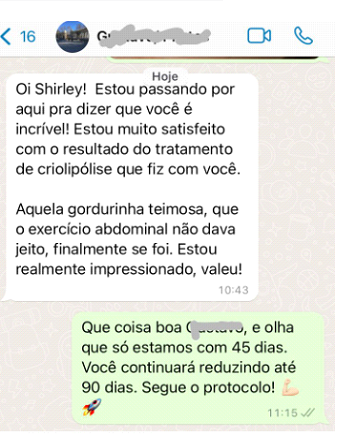 16
G
Hoje
Oi Shirley!  Estou passando por
aqui pra dizer que você é
incrível! Estou muito satisfeito
com o resultado do tratamento
de criolipólise que fiz com você.
Aquela gordurinha teimosa, que
o exercício abdominal não dava
jeito, finalmente se foi. Estou
realmente impressionado, valeu!
10:43
Que coisa boa , e olha
que só estamos com 45 dias.
Você continuará reduzindo até
90 dias. Segue o protocolo! 💪🏻
🚀
11:15